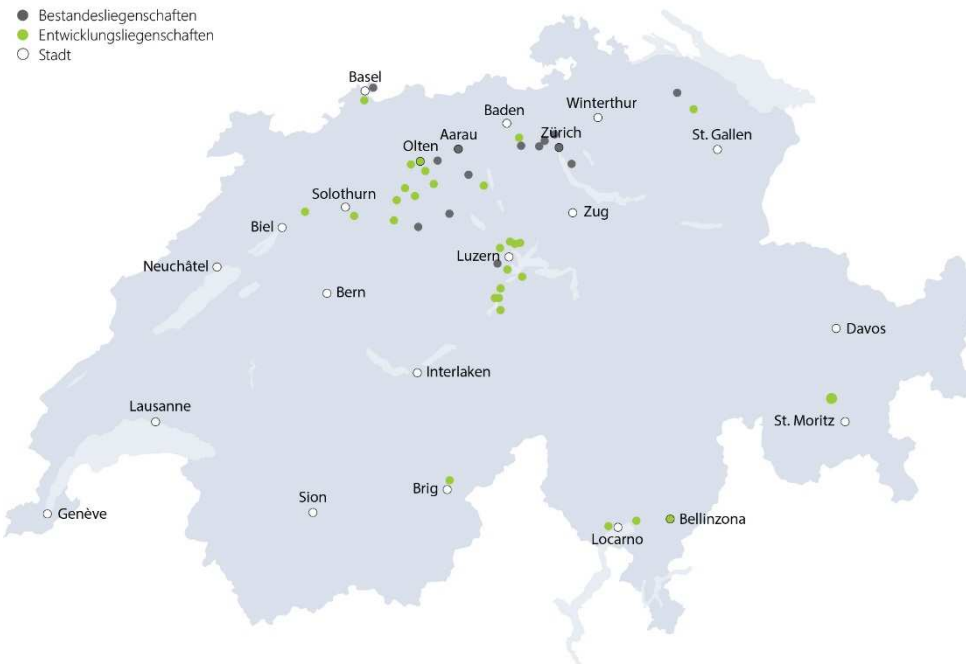 Bestandesliegenschaften
Entwicklungsliegenschaften
Stadt
Basel
Baden
Winterthur
Zürich
Aarau
Olten
St. Gallen
Solothurn
Zug
Biel
Luzern
Neuchâtel
Bern
Davos
Interlaken
Lausanne
St. Moritz
Brig
Sion
Genève
Bellinzona
Locarno